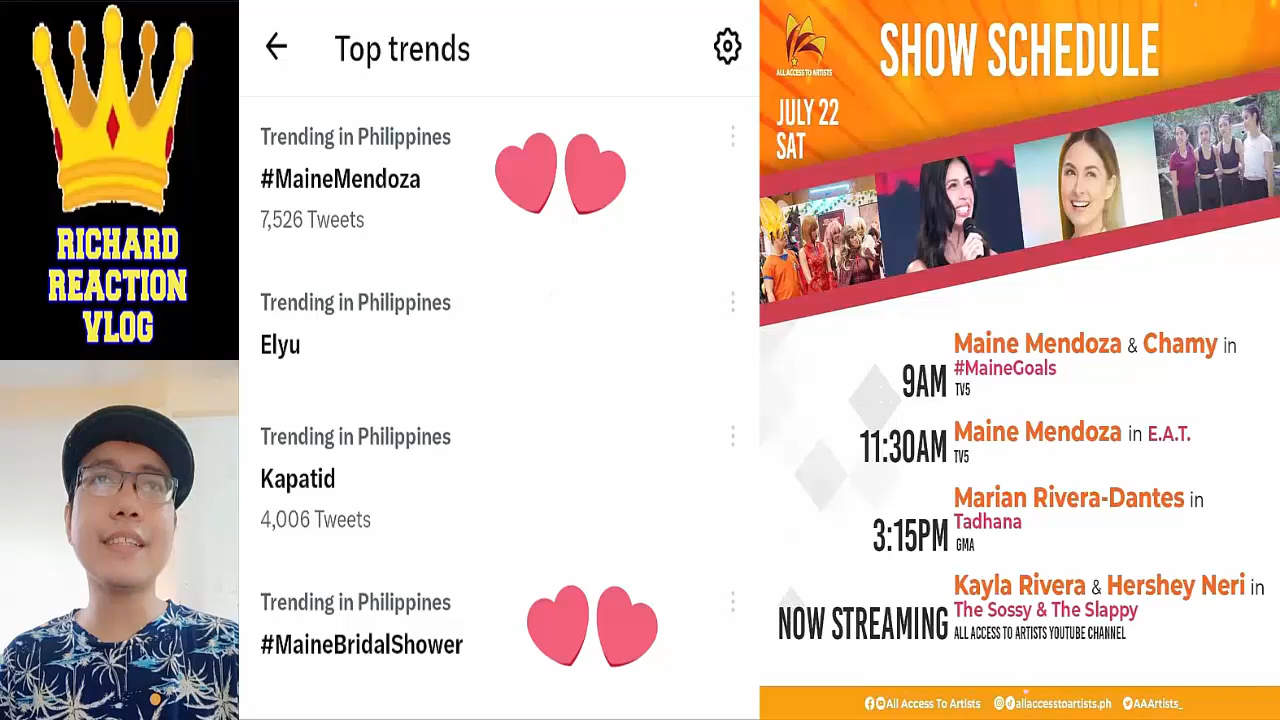 RICHARD
REACTION
VLOG
Top trends
Trending in Philippines
#MaineMendoza
7,526 Tweets
Trending in Philippines
Elyu
Trending in Philippines
Kapatid
4,006 Tweets
Trending in Philippines
#MaineBridalShower
ALL ACCESS TO ARTISTS
SHOW SCHEDULE
JULY 22
SAT
9AM
Maine Mendoza & Chamy in
#MaineGoals
TV5
11:30AM
Maine Mendoza in E.A.T.
TV5
3:15PM
Marian Rivera-Dantes in
Tadhana
GMA
NOW STREAMING
Kayla Rivera & Hershey Neri in
The Sossy & The Slappy
ALL ACCESS TO ARTISTS YOUTUBE CHANNEL
All Access To Artists allaccesstoartists.ph AAArtists_